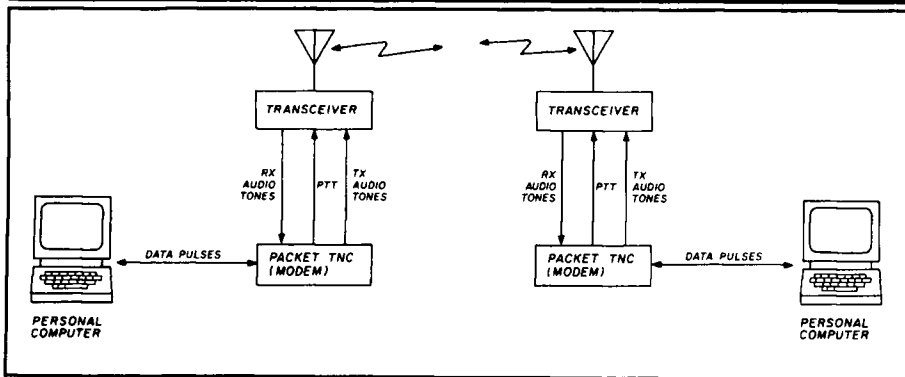 TRANSCEIVER
TRANSCEIVER
RX
AUDIO
TONES
PTT
TX
AUDIO
TONES
RX
AUDIO
TONES
PTT
TX
AUDIO
TONES
DATA PULSES
PACKET TNC
(MODEM)
PACKET TNC
(MODEM)
DATA PULSES
PERSONAL
COMPUTER
PERSONAL
COMPUTER